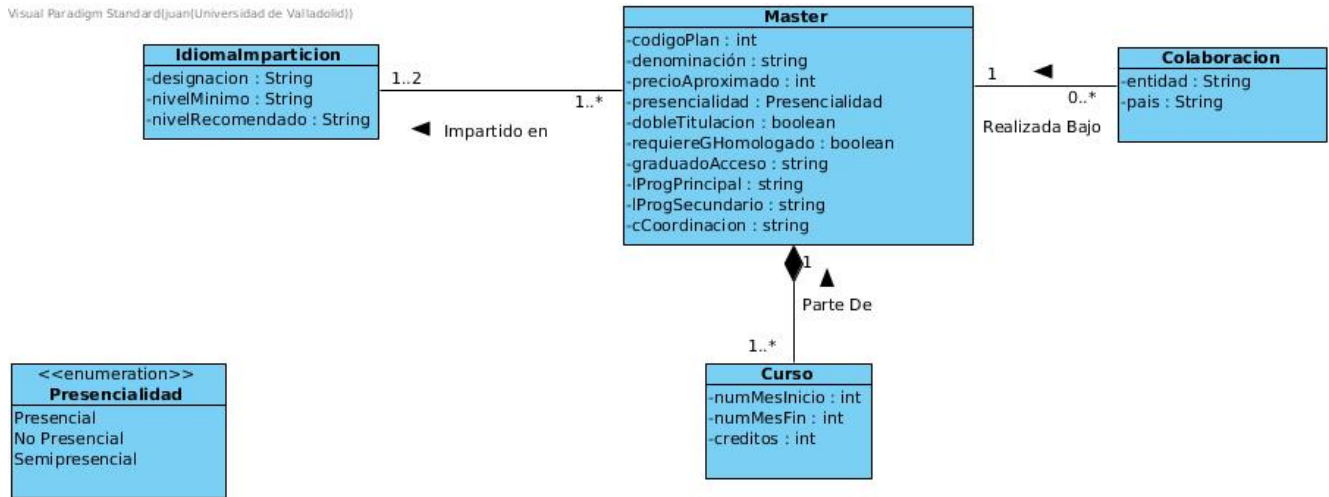 Visual Paradigm Standard(juan(Universidad de Valladolid))
IdiomaImparticion
-designacion : String
-nivelMinimo : String
-nivelRecomendado : String
1..2
1..*
Impartido en
Master
-codigoPlan : int
-denominación : string
-precioAproximado : int
-presencialidad : Presencialidad
-dobleTitulacion : boolean
-requiereGHomologado : boolean
-graduadoAcceso : string
-lProgPrincipal : string
-lProgSecundario : string
-cCoordinacion : string
1
0..*
Realizada Bajo
Colaboracion
-entidad : String
-pais : String
1
Parte De
1..*
<<enumeration>>
Presencialidad
Presencial
No Presencial
Semipresencial
Curso
-numMesInicio : int
-numMesFin : int
-creditos : int